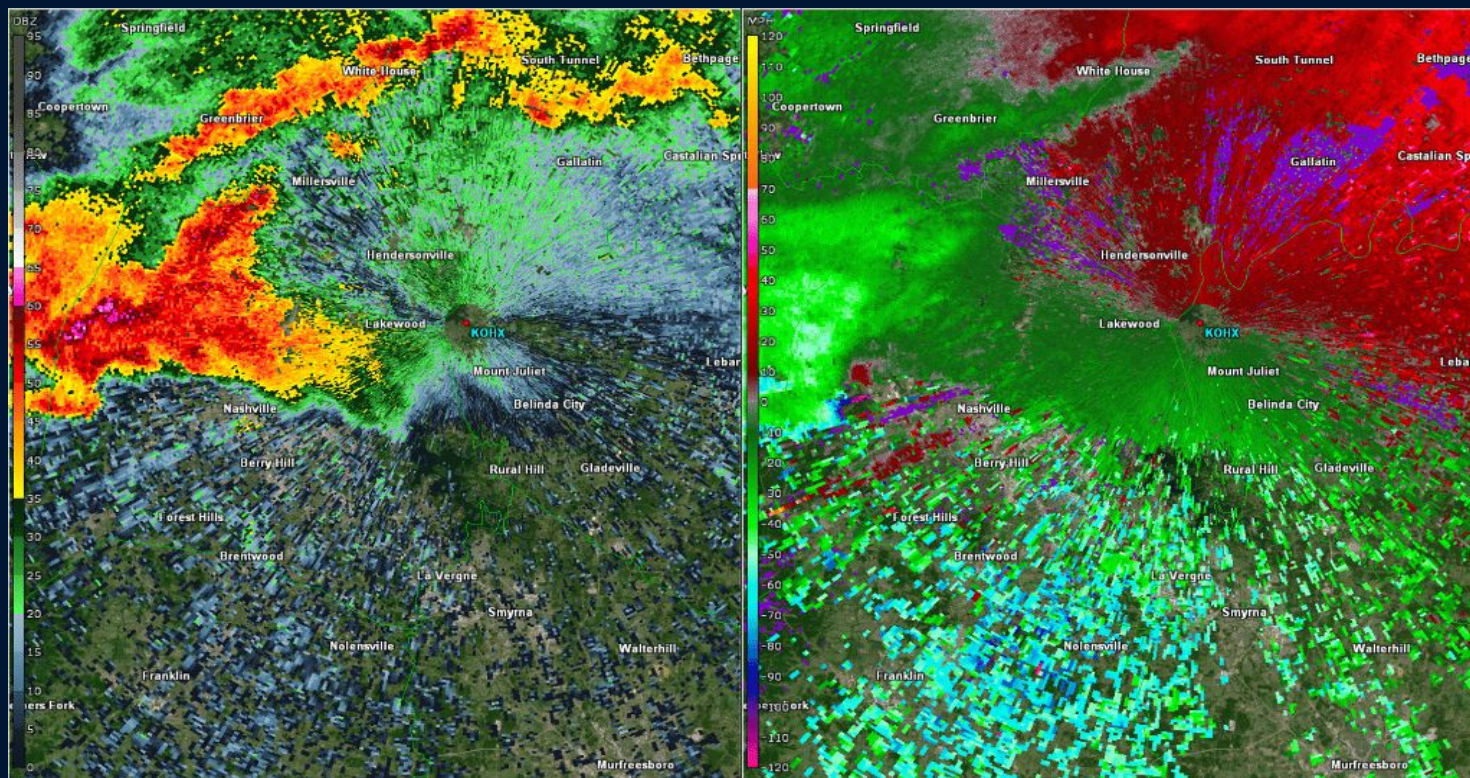 DBZ
95
90
85
80
75
70
65
60
55
50
45
40
35
30
25
20
15
10
5
0
Springfield
White House
South Tunnel
Bethpage
Coopertown
Greenbrier
Gallatin
Castalian Spr
Millersville
Hendersonville
Lakewood
KOHX
Lebar
Mount Juliet
Nashville
Belinda City
Berry Hill
Rural Hill
Gladeville
Forest Hills
Brentwood
La Vergne
Smyrna
Nolensville
Walterhill
Franklin
pers Fork
Murfreesboro
MPH
120
110
100
90
80
70
60
50
40
30
20
10
0
-10
-20
-30
-40
-50
-60
-70
-80
-90
-100
-110
-120
Springfield
White House
South Tunnel
Bethpage
Coopertown
Greenbrier
Gallatin
Castalian Sp
Millersville
Hendersonville
Lakewood
KOHX
Leba
Mount Juliet
Nashville
Belinda City
Berry Hill
Rural Hill
Gladeville
Forest Hills
Brentwood
La Vergne
Smyrna
Nolensville
Walterhill
Franklin
Murfreesboro